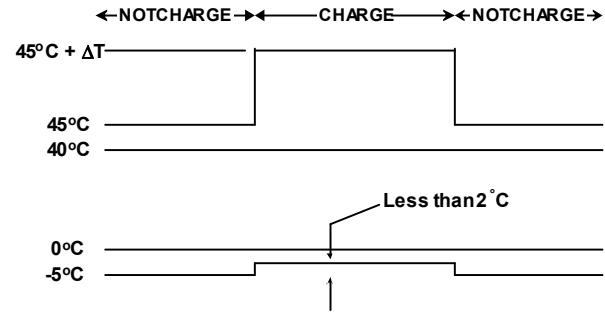 NOTCHARGE CHARGE NOTCHARGE
45°C + ΔT
45°C
40°C
Less than 2°C
0°C
-5°C